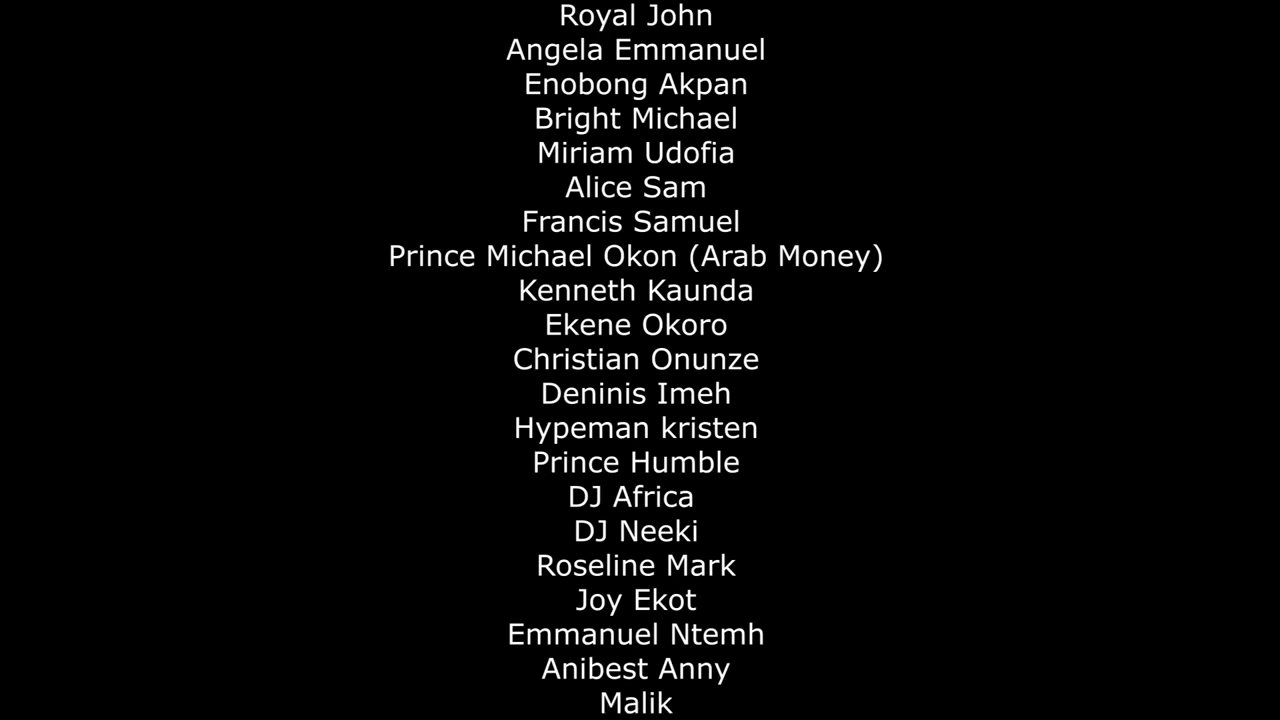 Royal John
Angela Emmanuel
Enobong Akpan
Bright Michael
Miriam Udofia
Alice Sam
Francis Samuel
Prince Michael Okon (Arab Money)
Kenneth Kaunda
Ekene Okoro
Christian Onunze
Deninis Imeh
Hypeman kristen
Prince Humble
DJ Africa
DJ Neeki
Roseline Mark
Joy Ekot
Emmanuel Ntemh
Anibest Anny
Malik